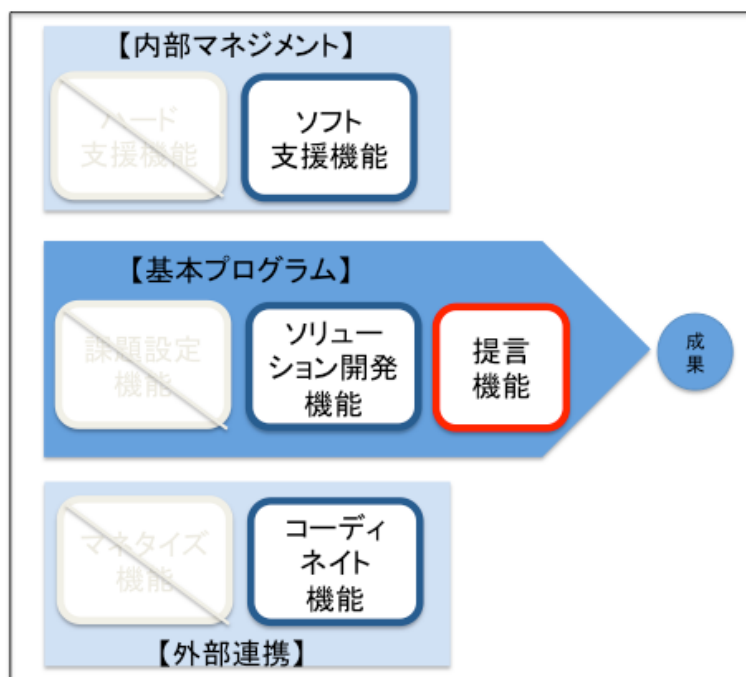 【内部マネジメント】
ハード
支援機能
ソフト
支援機能
【基本プログラム】
課題設定
機能
ソリュー
ション開発
機能
提言
機能
成
果
マネタイズ
機能
コーディ
ネイト
機能
【外部連携】